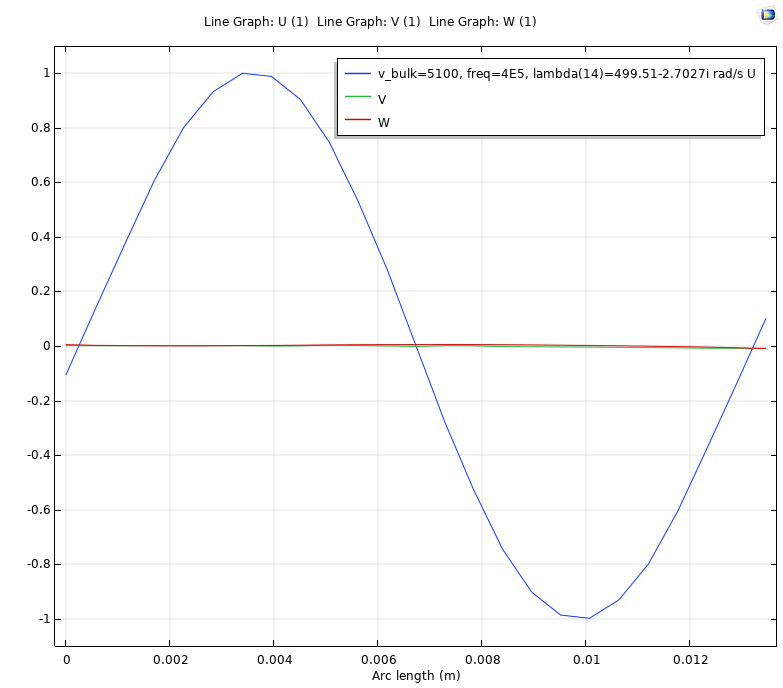 Line Graph: U (1)  Line Graph: V (1)  Line Graph: W (1)
v_bulk=5100, freq=4E5, lambda(14)=499.51-2.7027i rad/s U
V
W
1
0.8
0.6
0.4
0.2
0
-0.2
-0.4
-0.6
-0.8
-1
0 0.002 0.004 0.006 0.008 0.01 0.012
Arc length (m)